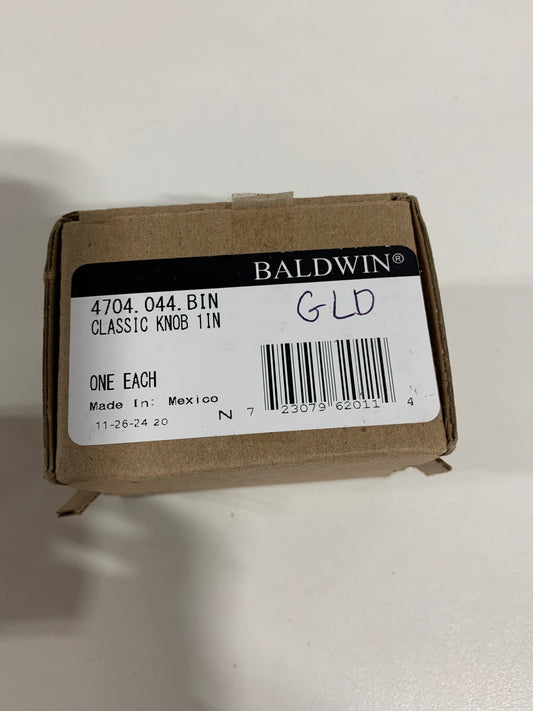 BALDWIN®
4704.044.BIN
CLASSIC KNOB 1IN
GLD
ONE EACH
Made In: Mexico
11-26-24 20
N 7 23079 62011 4